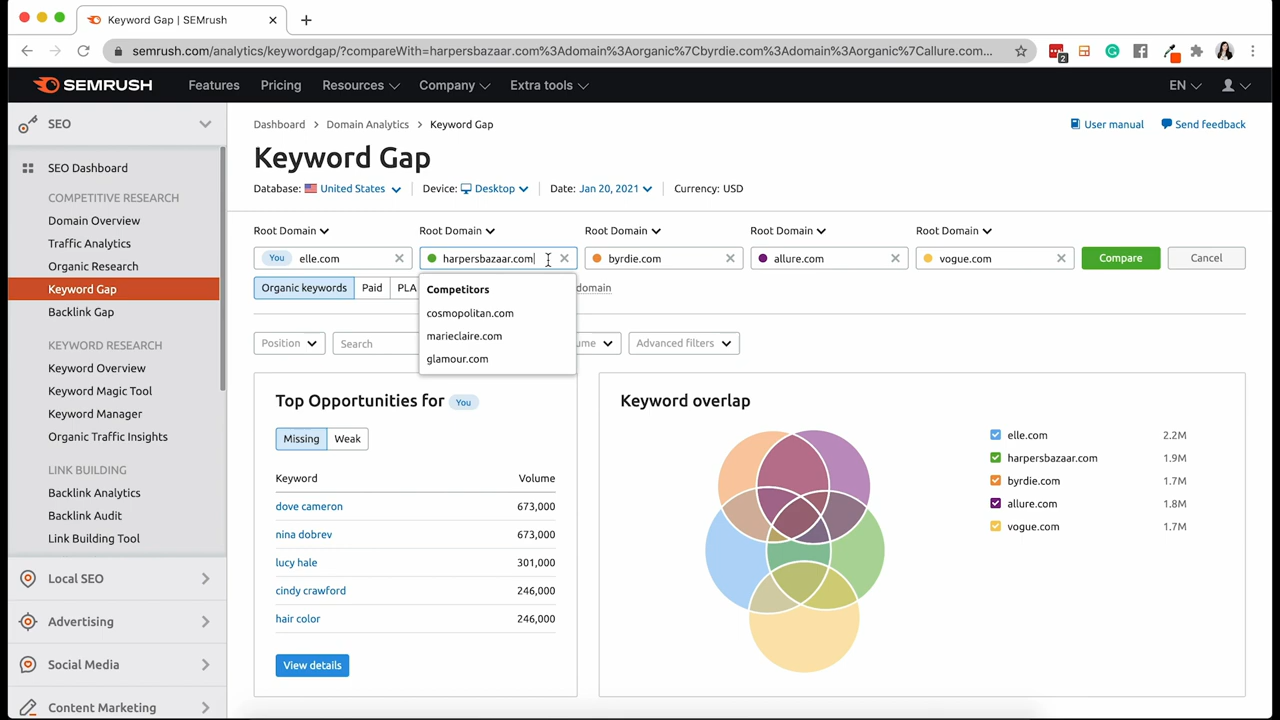 Keyword Gap | SEMrush
semrush.com/analytics/keywordgap/?compareWith=harpersbazaar.com%3Adomain%3Aorganic%7Cbyrdie.com%3Adomain%3Aorganic%7Callure.com...
2
SEMRUSH Features Pricing Resources Company Extra tools EN
SEO
SEO Dashboard
COMPETITIVE RESEARCH
Domain Overview
Traffic Analytics
Organic Research
Keyword Gap
Backlink Gap
KEYWORD RESEARCH
Keyword Overview
Keyword Magic Tool
Keyword Manager
Organic Traffic Insights
LINK BUILDING
Backlink Analytics
Backlink Audit
Link Building Tool
Local SEO
Advertising
Social Media
Content Marketing
Dashboard > Domain Analytics > Keyword Gap
User manual Send feedback
Keyword Gap
Database: United States Device: Desktop Date: Jan 20, 2021 Currency: USD
Root Domain Root Domain Root Domain Root Domain Root Domain
You elle.com harpersbazaar.com byrdie.com allure.com vogue.com Compare Cancel
Organic keywords Paid PLA domain
Competitors
cosmopolitan.com
marieclaire.com
glamour.com
Position Search ume Advanced filters
Top Opportunities for You
Missing Weak
Keyword Volume
dove cameron 673,000
nina dobrev 673,000
lucy hale 301,000
cindy crawford 246,000
hair color 246,000
View details
Keyword overlap
elle.com 2.2M
harpersbazaar.com 1.9M
byrdie.com 1.7M
allure.com 1.8M
vogue.com 1.7M